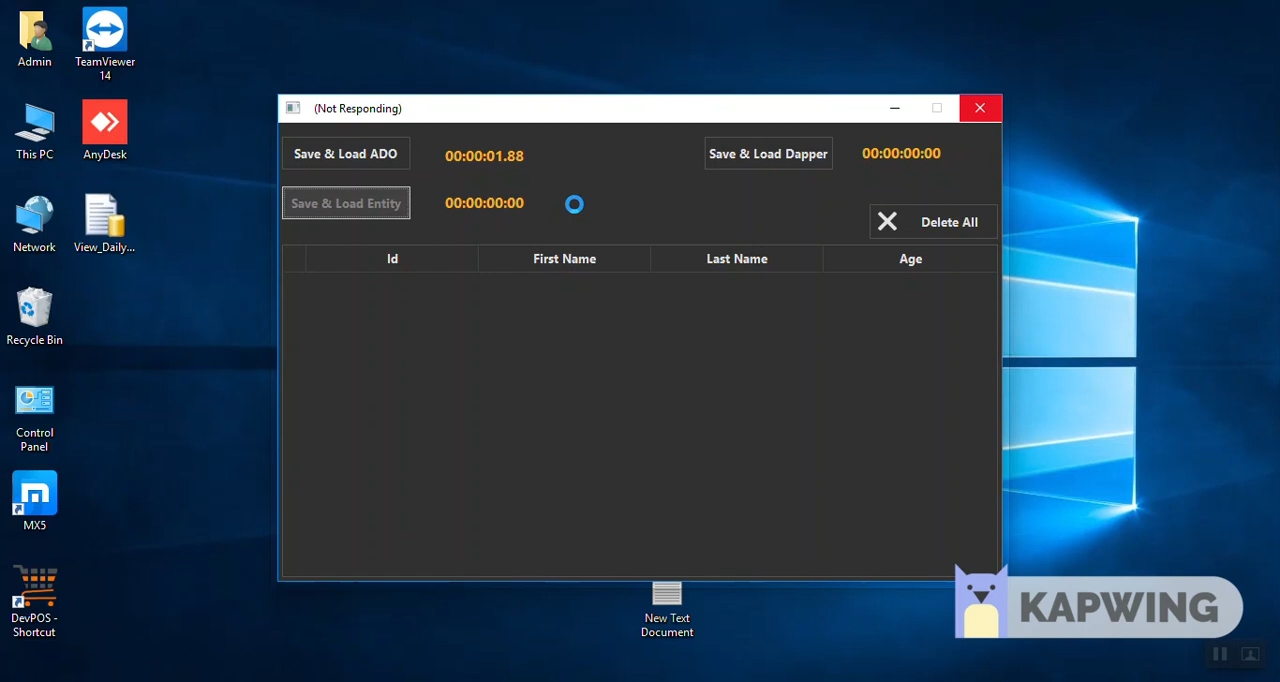 Admin
TeamViewer
14
This PC
AnyDesk
Network
View_Daily...
Recycle Bin
Control
Panel
MX5
DevPOS -
Shortcut
(Not Responding)
Save & Load ADO
00:00:01.88
Save & Load Dapper
00:00:00:00
Save & Load Entity
00:00:00:00
Delete All
Id
First Name
Last Name
Age
New Text
Document
KAPWING